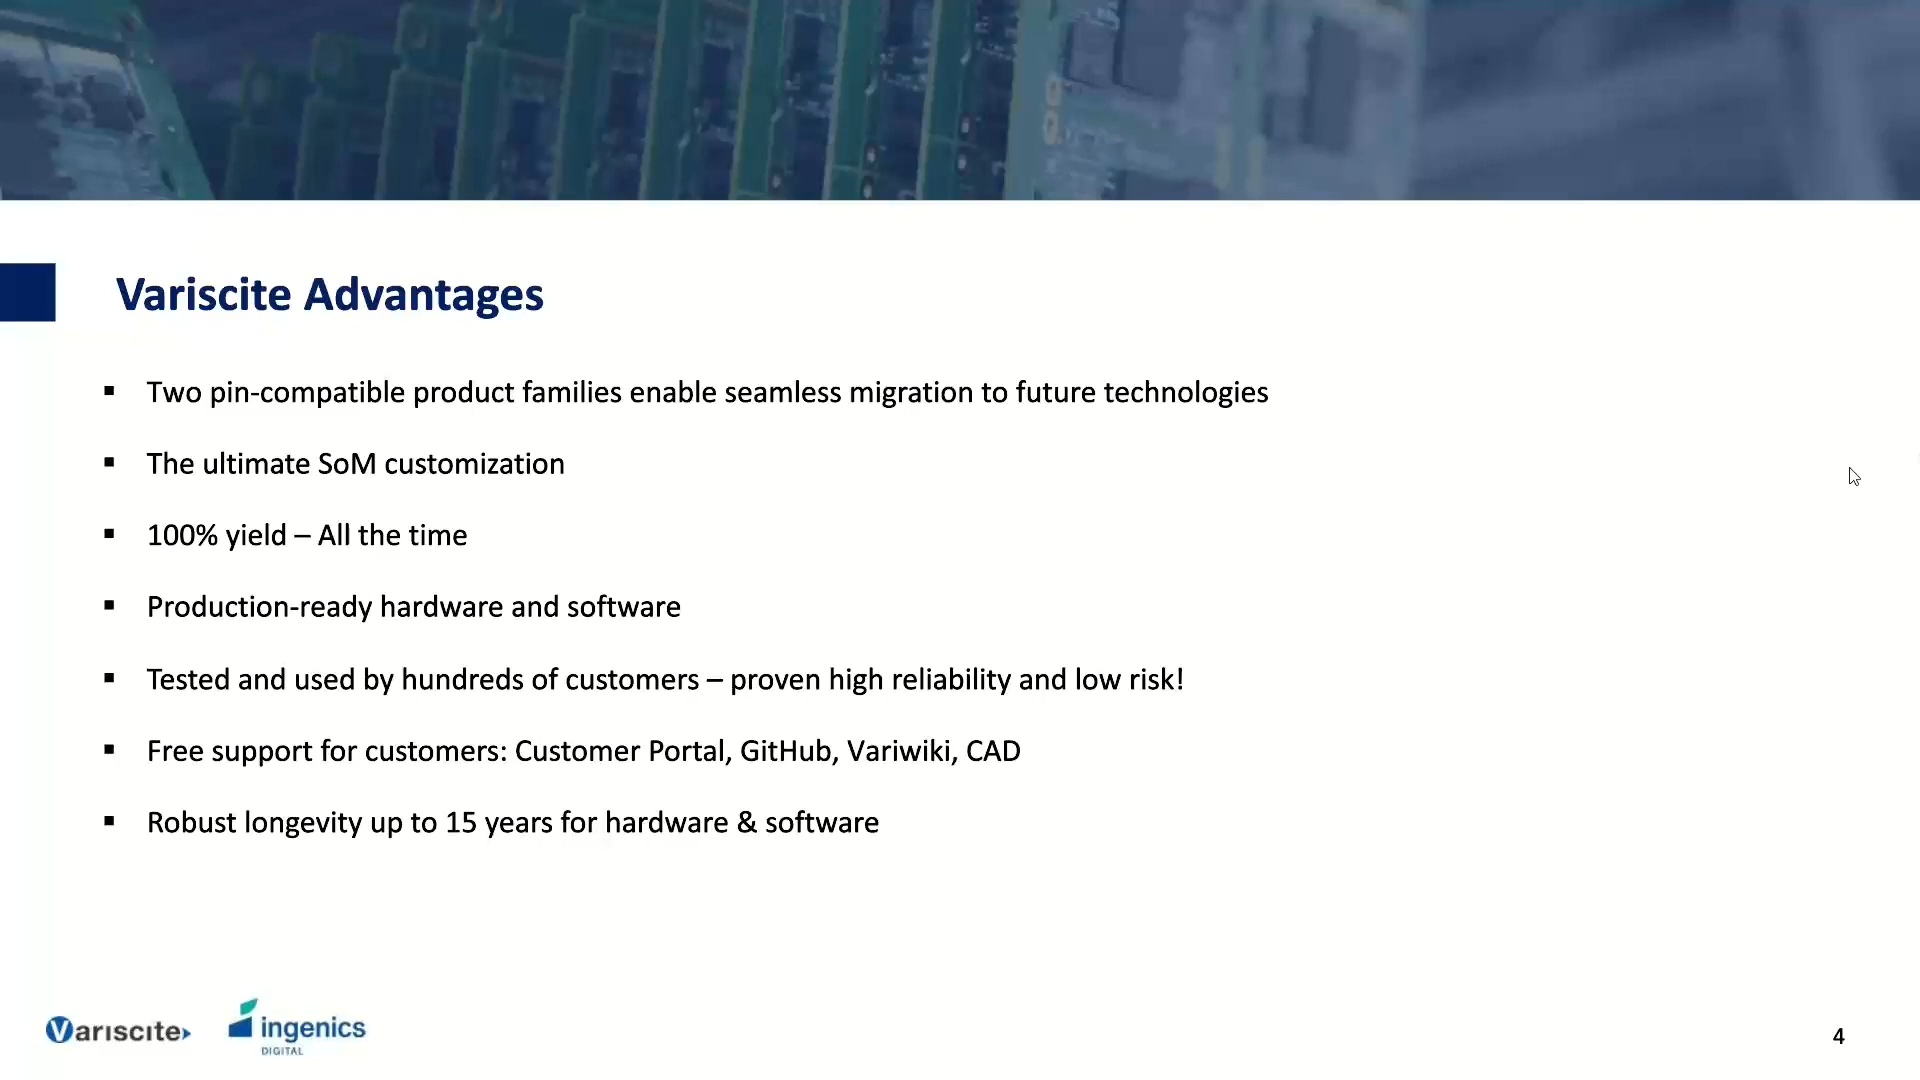 Variscite Advantages
▪ Two pin-compatible product families enable seamless migration to future technologies
▪ The ultimate SoM customization
▪ 100% yield – All the time
▪ Production-ready hardware and software
▪ Tested and used by hundreds of customers – proven high reliability and low risk!
▪ Free support for customers: Customer Portal, GitHub, Variwiki, CAD
▪ Robust longevity up to 15 years for hardware & software
Variscite
ingenics
DIGITAL
4